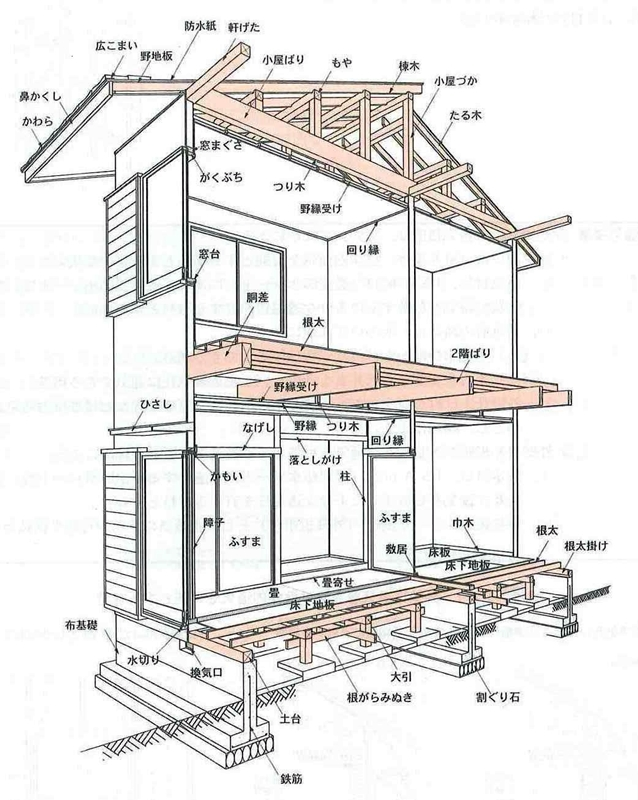 防水紙
軒げた
広こまい
野地板
小屋ばり
もや
棟木
小屋づか
たる木
鼻かくし
かわら
窓まぐさ
がくぶち
つり木
野縁受け
回り縁
窓台
胴差
根太
2階ばり
野縁受け
ひさし
なげし
野縁
つり木
回り縁
落としがけ
かもい
柱
障子
ふすま
ふすま
敷居
巾木
床板
床下地板
根太
根太掛け
畳寄せ
畳
床下地板
布基礎
水切り
換気口
大引
根がらみぬき
割ぐり石
土台
鉄筋